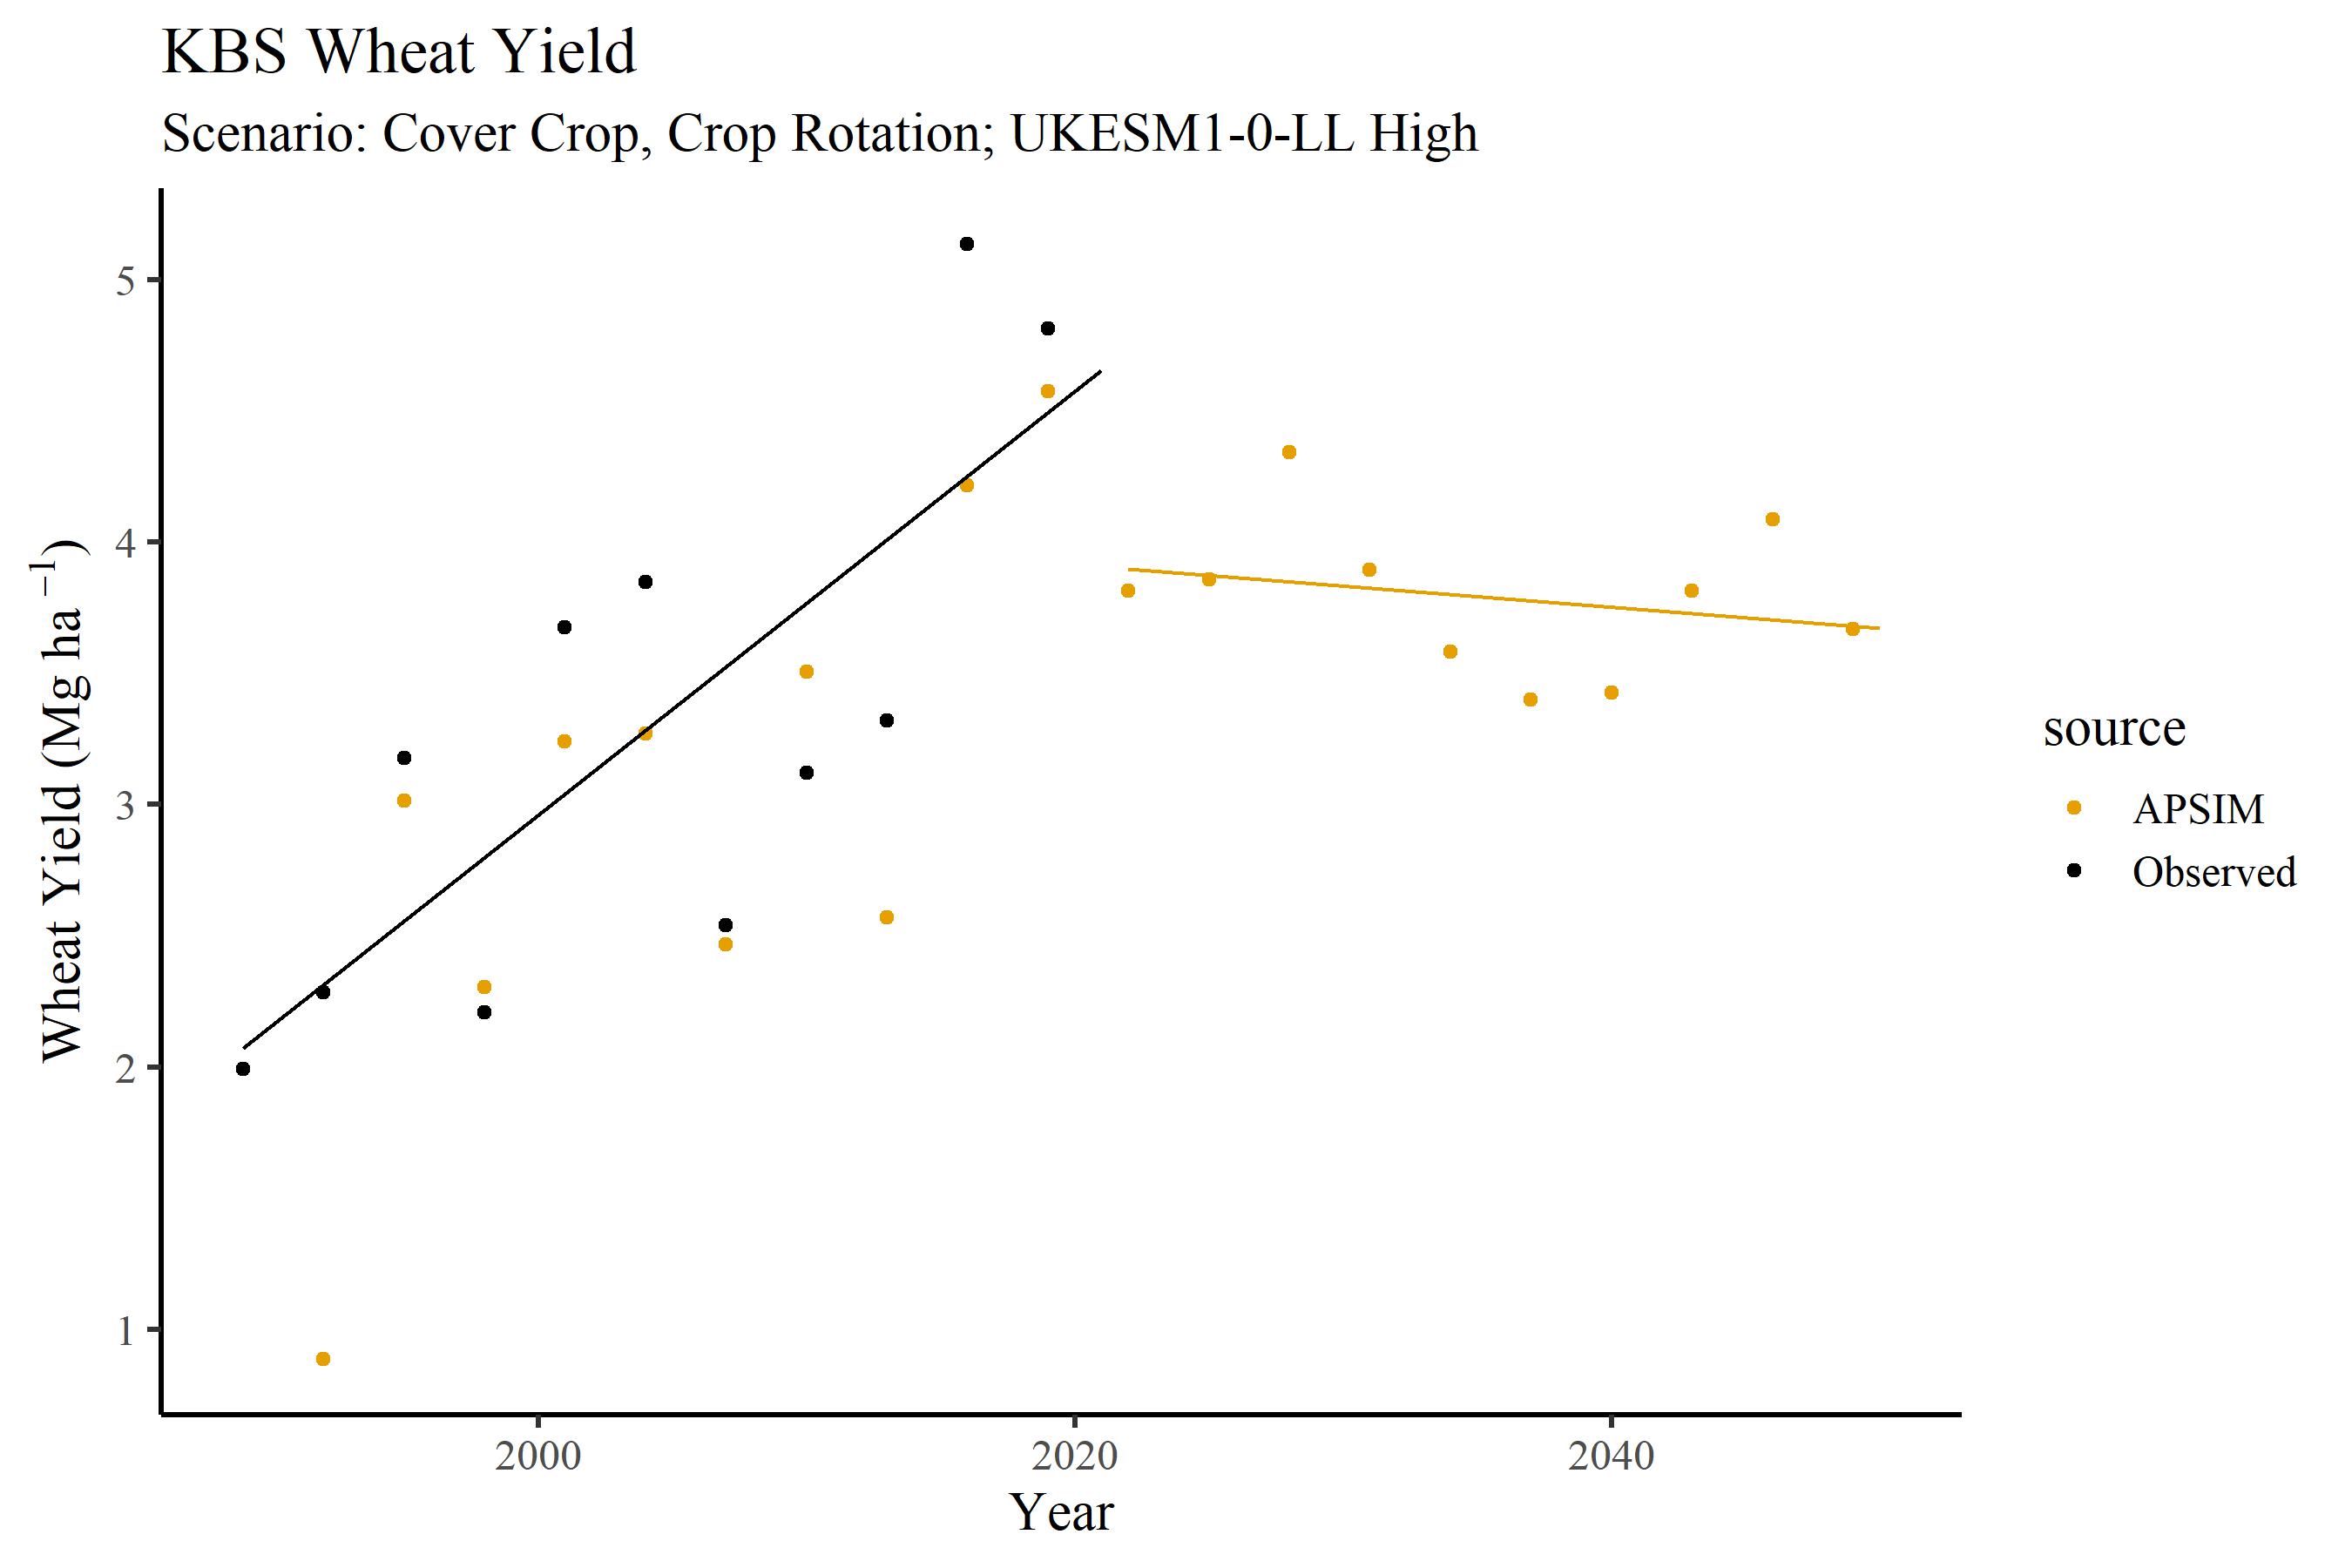 KBS Wheat Yield
Scenario: Cover Crop, Crop Rotation; UKESM1-0-LL High
Wheat Yield (Mg ha⁻¹)
5
4
3
2
1
2000 2020 2040
Year
source
APSIM
Observed